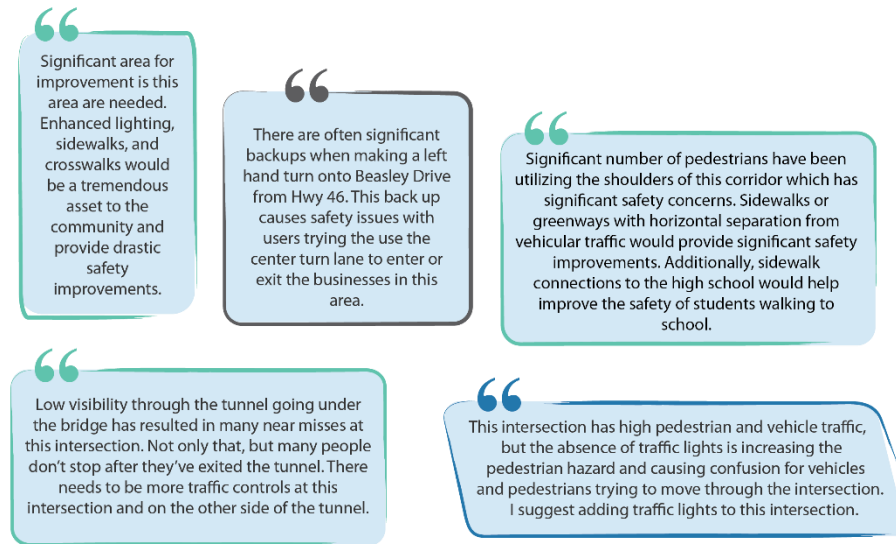 Significant area for
improvement is this
area are needed.
Enhanced lighting,
sidewalks, and
crosswalks would
be a tremendous
asset to the
community and
provide drastic
safety
improvements.
There are often significant
backups when making a left
hand turn onto Beasley Drive
from Hwy 46. This back up
causes safety issues with
users trying the use the
center turn lane to enter or
exit the businesses in this
area.
Significant number of pedestrians have been
utilizing the shoulders of this corridor which has
significant safety concerns. Sidewalks or
greenways with horizontal separation from
vehicular traffic would provide significant safety
improvements. Additionally, sidewalk
connections to the high school would help
improve the safety of students walking to
school.
Low visibility through the tunnel going under
the bridge has resulted in many near misses at
this intersection. Not only that, but many people
don't stop after they've exited the tunnel. There
needs to be more traffic controls at this
intersection and on the other side of the tunnel.
This intersection has high pedestrian and vehicle traffic,
but the absence of traffic lights is increasing the
pedestrian hazard and causing confusion for vehicles
and pedestrians trying to move through the intersection.
I suggest adding traffic lights to this intersection.